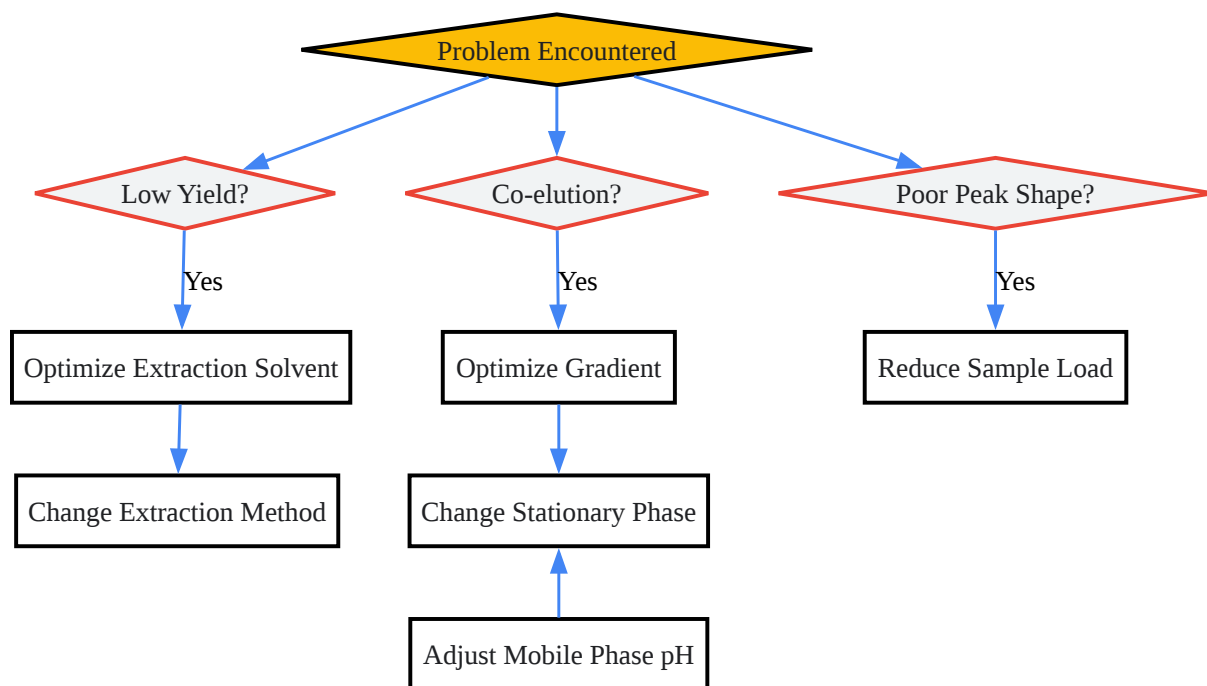 Problem Encountered
Low Yield?
Co-elution?
Poor Peak Shape?
Yes
Yes
Yes
Optimize Extraction Solvent
Optimize Gradient
Reduce Sample Load
Change Extraction Method
Change Stationary Phase
Adjust Mobile Phase pH